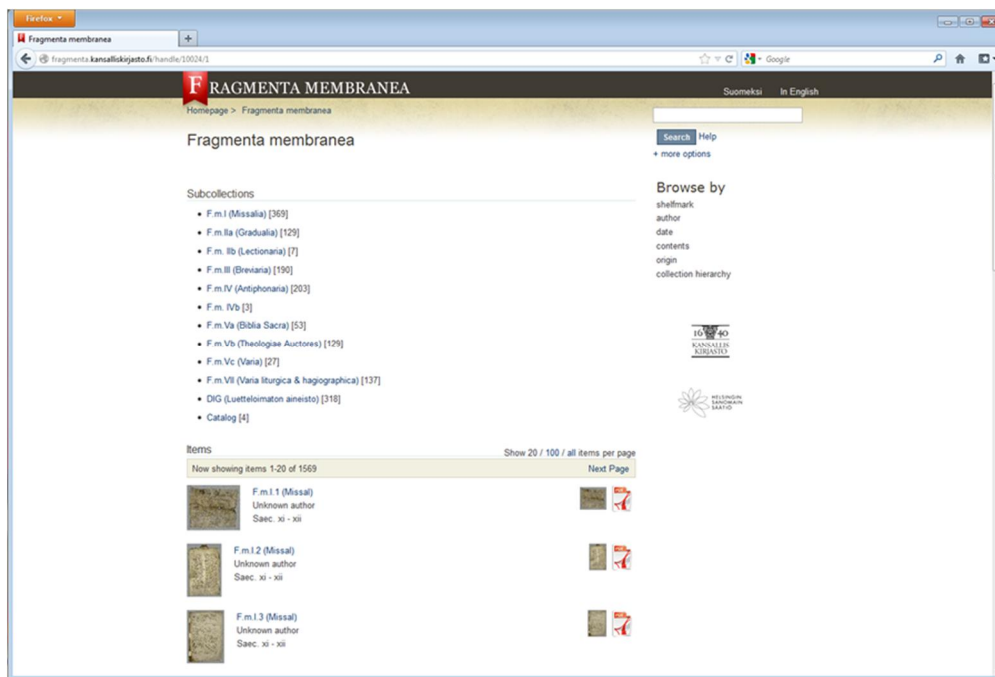 Firefox
Fragmenta membranea
+
fragmenta.kansalliskirjasto.fi/handle/10024/1
Google
FRAGMENTA MEMBRANEA
Suomeksi In English
Homepage > Fragmenta membranea
Fragmenta membranea
Search Help
+ more options
Subcollections
• F.m.I (Missalia) [369]
• F.m.IIa (Gradualia) [129]
• F.m. IIb (Lectionaria) [7]
• F.m.III (Breviaria) [190]
• F.m.IV (Antiphonaria) [203]
• F.m. IVb [3]
• F.m.Va (Biblia Sacra) [53]
• F.m.Vb (Theologiae Auctores) [129]
• F.m.Vc (Varia) [27]
• F.m.VII (Varia liturgica & hagiographica) [137]
• DIG (Luetteloimaton aineisto) [318]
• Catalog [4]
Browse by
shelfmark
author
date
contents
origin
collection hierarchy
16 40
KANSALLIS
KIRJASTO
HELSINGIN
SANOMAIN
SÄÄTIÖ
Items
Show 20 / 100 / all items per page
Now showing items 1-20 of 1569
Next Page
F.m.I.1 (Missal)
Unknown author
Saec. xi - xii
F.m.I.2 (Missal)
Unknown author
Saec. xi - xii
F.m.I.3 (Missal)
Unknown author
Saec. xi - xii